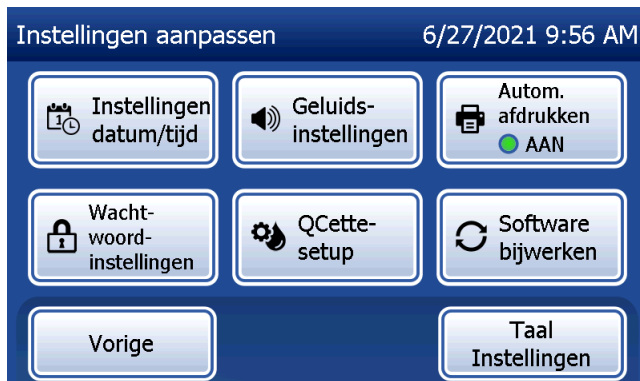 Instellingen aanpassen 6/27/2021 9:56 AM
Instellingen
datum/tijd
Geluids-
instellingen
Autom.
afdrukken
AAN
Wacht-
woord-
instellingen
QCette-
setup
Software
bijwerken
Vorige
Taal
Instellingen